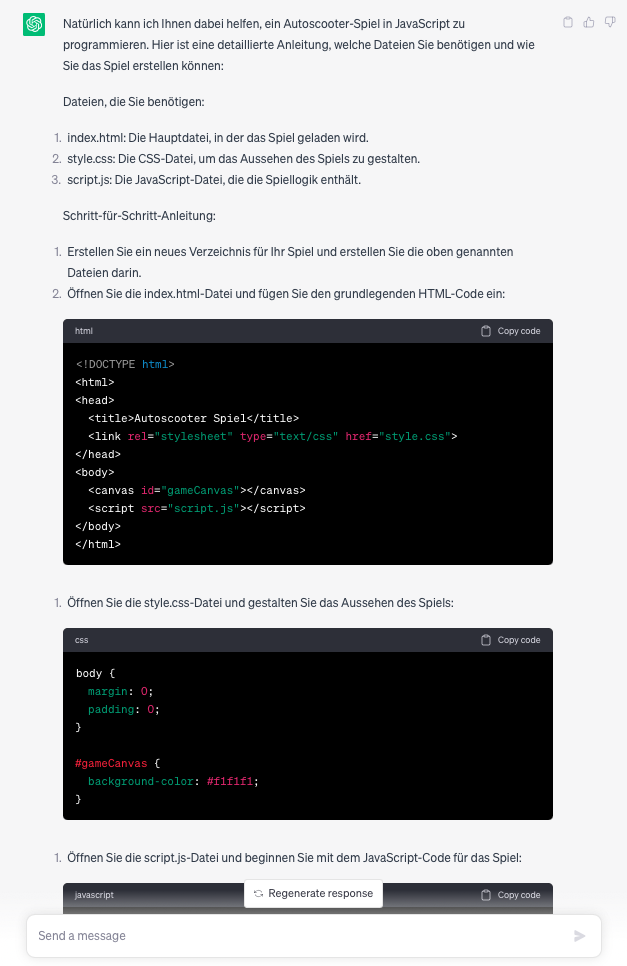 Natürlich kann ich Ihnen dabei helfen, ein Autoscooter-Spiel in JavaScript zu
programmieren. Hier ist eine detaillierte Anleitung, welche Dateien Sie benötigen und wie
Sie das Spiel erstellen können:
Dateien, die Sie benötigen:
1. index.html: Die Hauptdatei, in der das Spiel geladen wird.
2. style.css: Die CSS-Datei, um das Aussehen des Spiels zu gestalten.
3. script.js: Die JavaScript-Datei, die die Spiellogik enthält.
Schritt-für-Schritt-Anleitung:
1. Erstellen Sie ein neues Verzeichnis für Ihr Spiel und erstellen Sie die oben genannten
Dateien darin.
2. Öffnen Sie die index.html-Datei und fügen Sie den grundlegenden HTML-Code ein:
html Copy code
<!DOCTYPE html>
<html>
<head>
  <title>Autoscooter Spiel</title>
  <link rel="stylesheet" type="text/css" href="style.css">
</head>
<body>
  <canvas id="gameCanvas"></canvas>
  <script src="script.js"></script>
</body>
</html>
1. Öffnen Sie die style.css-Datei und gestalten Sie das Aussehen des Spiels:
css Copy code
body {
  margin: 0;
  padding: 0;
}
#gameCanvas {
  background-color: #f1f1f1;
}
1. Öffnen Sie die script.js-Datei und beginnen Sie mit dem JavaScript-Code für das Spiel:
javascript Copy code
Regenerate response
Send a message